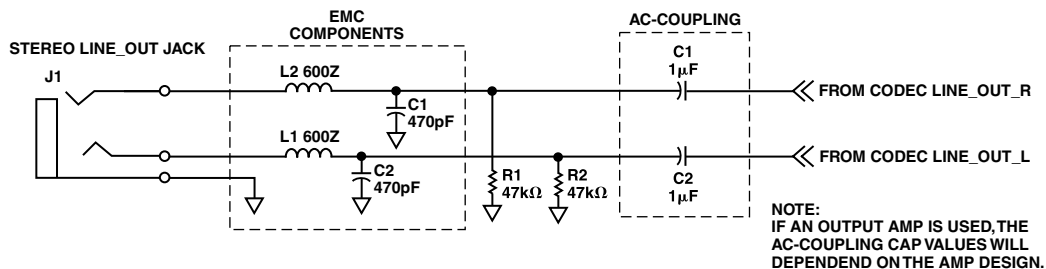 EMC
COMPONENTS
AC-COUPLING
STEREO LINE_OUT JACK
J1
L2 600Z
C1
1µF
FROM CODEC LINE_OUT_R
C1
470pF
L1 600Z
FROM CODEC LINE_OUT_L
C2
470pF
R1
47kΩ
R2
47kΩ
C2
1µF
NOTE:
IF AN OUTPUT AMP IS USED, THE
AC-COUPLING CAP VALUES WILL
DEPENDEND ON THE AMP DESIGN.